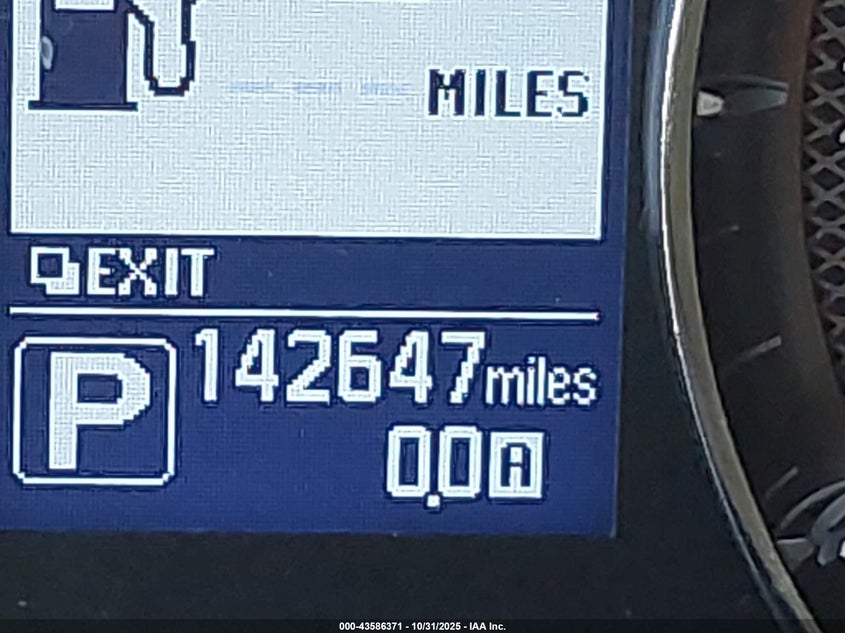 MILES
EXIT
P 142647miles
0.0A
000-43586371 - 10/31/2025 - IAA Inc.